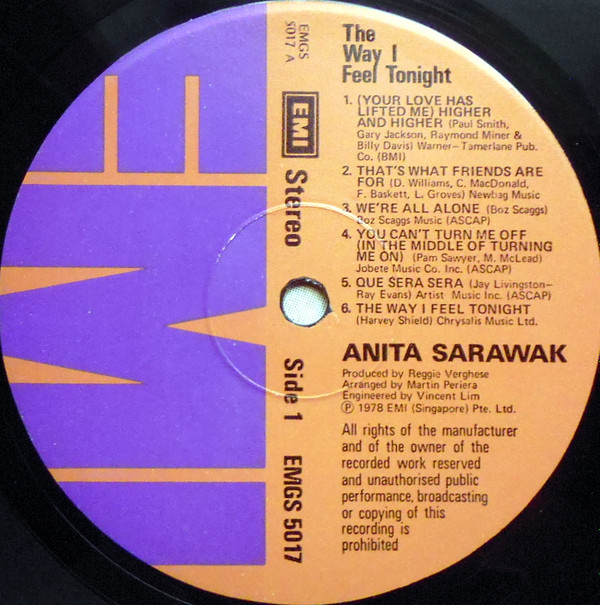 The
Way I
Feel Tonight
1. (YOUR LOVE HAS
LIFTED ME) HIGHER
AND HIGHER (Paul Smith,
Gary Jackson, Raymond Miner &
Billy Davis) Warner-Tamerlane Pub.
Co. (BMI)
2. THAT'S WHAT FRIENDS ARE
FOR (D. Williams, C. MacDonald,
F. Baskett, L. Groves) Newbag Music
3. WE'RE ALL ALONE (Boz Scaggs)
Boz Scaggs Music (ASCAP)
4. YOU CAN'T TURN ME OFF
(IN THE MIDDLE OF TURNING
ME ON) (Pam Sawyer, M. McLead)
Jobete Music Co. Inc. (ASCAP)
5. QUE SERA SERA (Jay Livingston-
Ray Evans) Artist Music Inc. (ASCAP)
6. THE WAY I FEEL TONIGHT
(Harvey Shield) Chrysalis Music Ltd.
ANITA SARAWAK
Produced by Reggie Verghese
Arranged by Martin Periera
Engineered by Vincent Lim
Ⓟ 1978 EMI (Singapore) Pte. Ltd.
All rights of the manufacturer
and of the owner of the
recorded work reserved
and unauthorised public
performance, broadcasting
or copying of this
recording is
prohibited
EMGS
5017 A
EMI Stereo Side 1 EMGS 5017
EMI